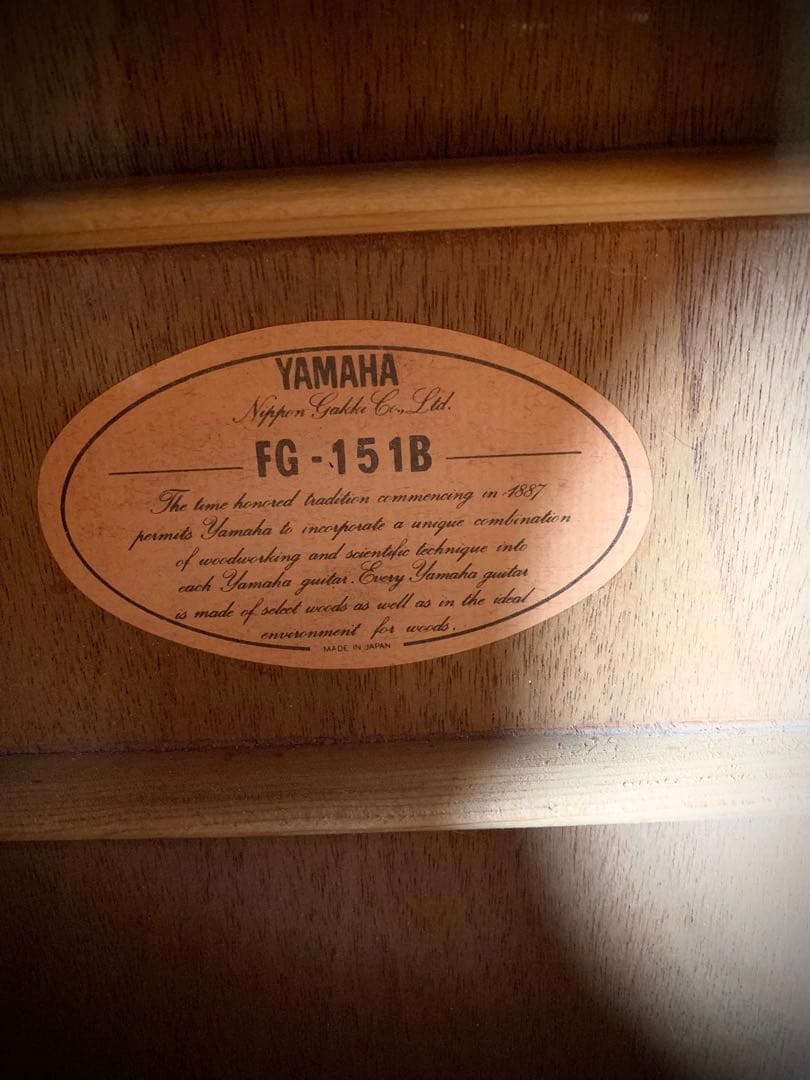 YAMAHA
Nippon Gakki Co., Ltd.
FG-151B
The time honored tradition commencing in 1887
permits Yamaha to incorporate a unique combination
of woodworking and scientific technique into
each Yamaha guitar. Every Yamaha guitar
is made of select woods as well as in the ideal
environment for woods.
MADE IN JAPAN